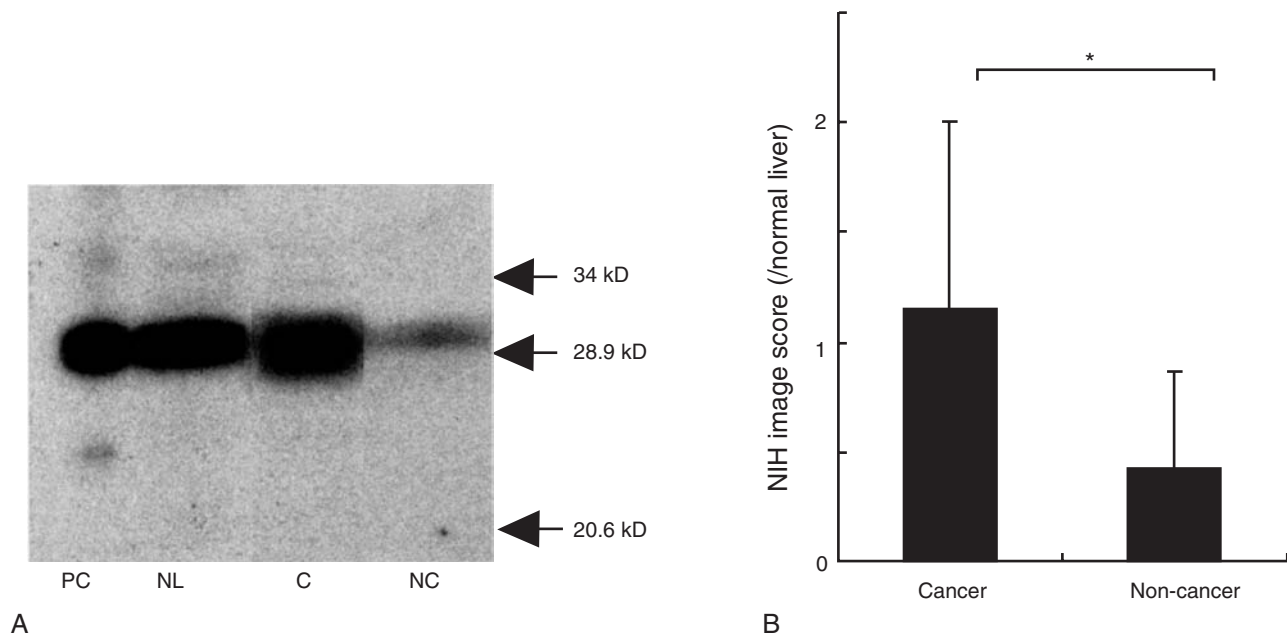 34 kD
28.9 kD
20.6 kD
PC NL C NC
A
*
2
1
0
NIH image score (/normal liver)
Cancer Non-cancer
B